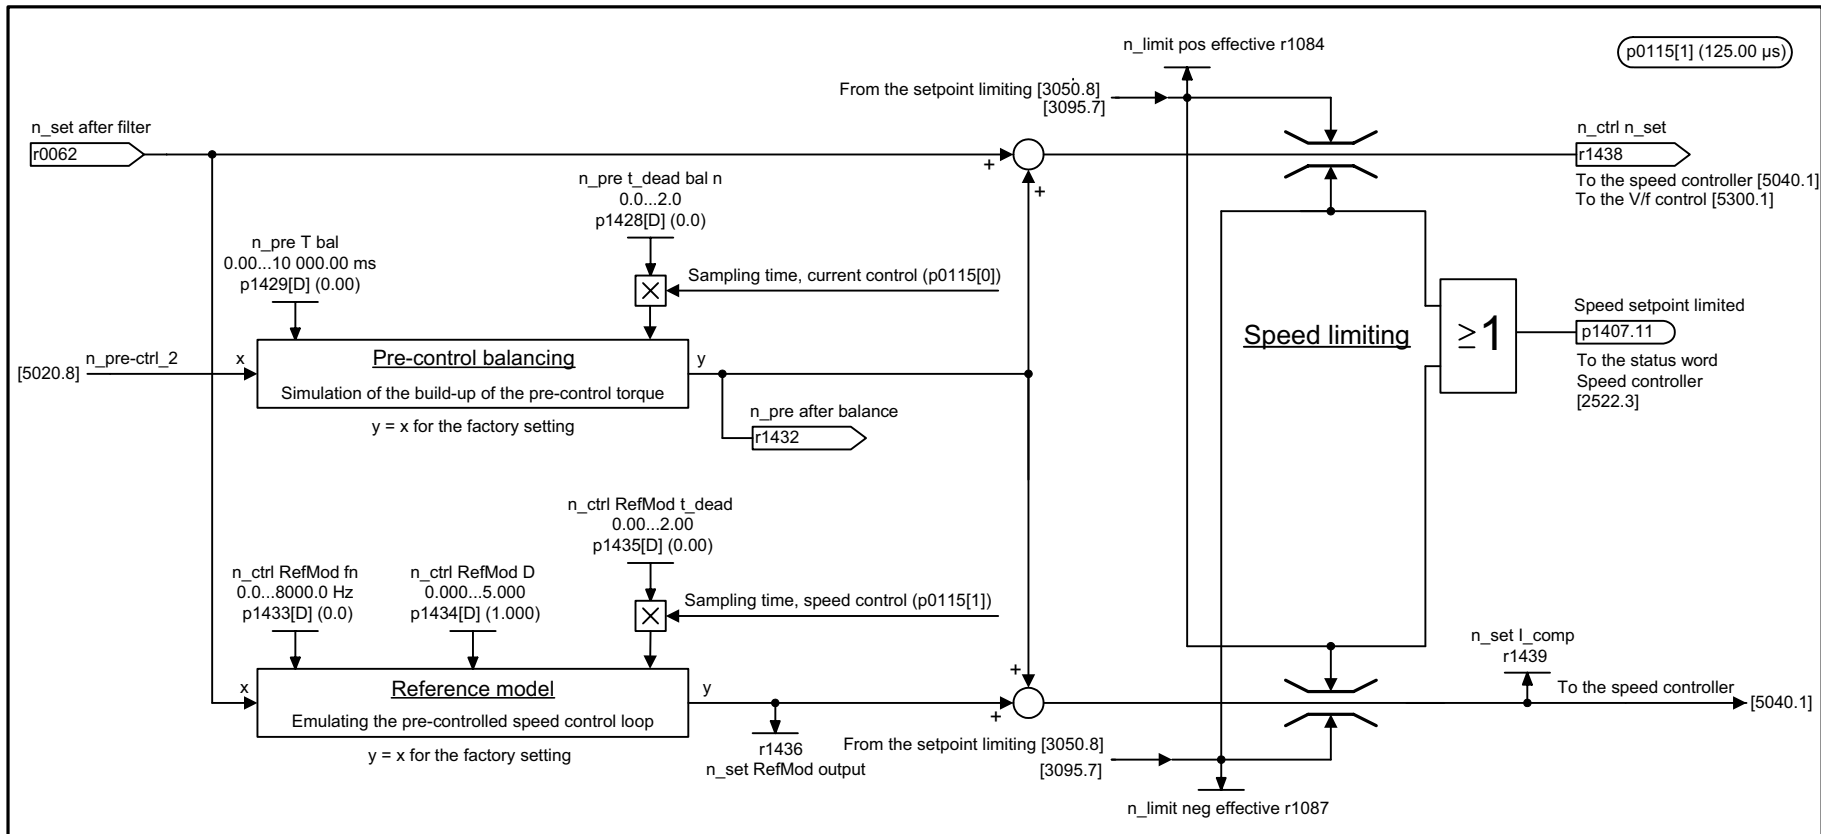 n_limit pos effective r1084
p0115[1] (125.00 µs)
From the setpoint limiting [3050.8]
[3095.7]
n_set after filter
r0062
n_ctrl n_set
r1438
To the speed controller [5040.1]
To the V/f control [5300.1]
+
+
n_pre t_dead bal n
0.0...2.0
p1428[D] (0.0)
n_pre T bal
0.00...10 000.00 ms
p1429[D] (0.00)
Sampling time, current control (p0115[0])
Speed setpoint limited
p1407.11
To the status word
Speed controller
[2522.3]
Speed limiting
≥1
[5020.8]
n_pre-ctrl_2
x
Pre-control balancing
Simulation of the build-up of the pre-control torque
y
y = x for the factory setting
n_pre after balance
r1432
n_ctrl RefMod t_dead
0.00...2.00
p1435[D] (0.00)
n_ctrl RefMod fn
0.0...8000.0 Hz
p1433[D] (0.0)
n_ctrl RefMod D
0.000...5.000
p1434[D] (1.000)
Sampling time, speed control (p0115[1])
n_set I_comp
r1439
x
Reference model
Emulating the pre-controlled speed control loop
y
+
+
To the speed controller
[5040.1]
y = x for the factory setting
r1436
n_set RefMod output
From the setpoint limiting [3050.8]
[3095.7]
n_limit neg effective r1087